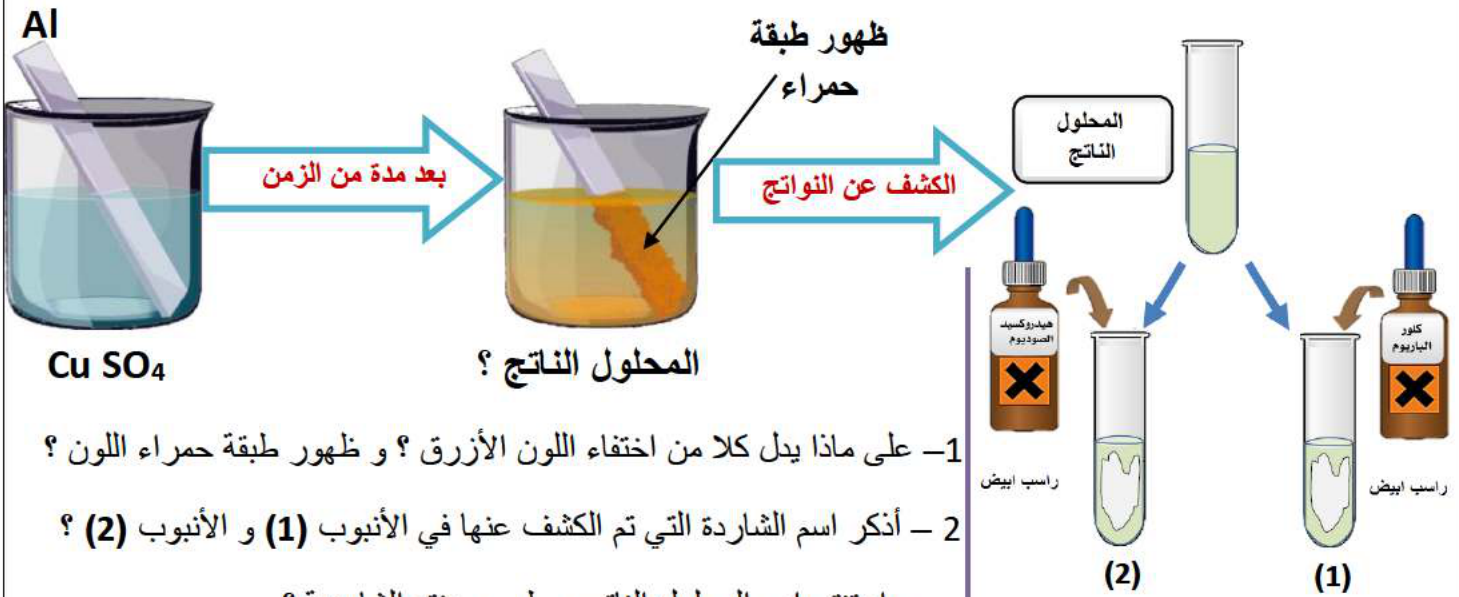 Al
ظهور طبقة
حمراء
المحلول
الناتج
بعد مدة من الزمن
الكشف عن النواتج
هيدروكسيد
الصوديوم
كلور
الباريوم
Cu SO₄
المحلول الناتج ؟
راسب ابيض
راسب ابيض
(2)
(1)
1– على ماذا يدل كلا من اختفاء اللون الأزرق ؟ و ظهور طبقة حمراء اللون ؟
2 – أذكر اسم الشاردة التي تم الكشف عنها في الأنبوب (1) و الأنبوب (2) ؟